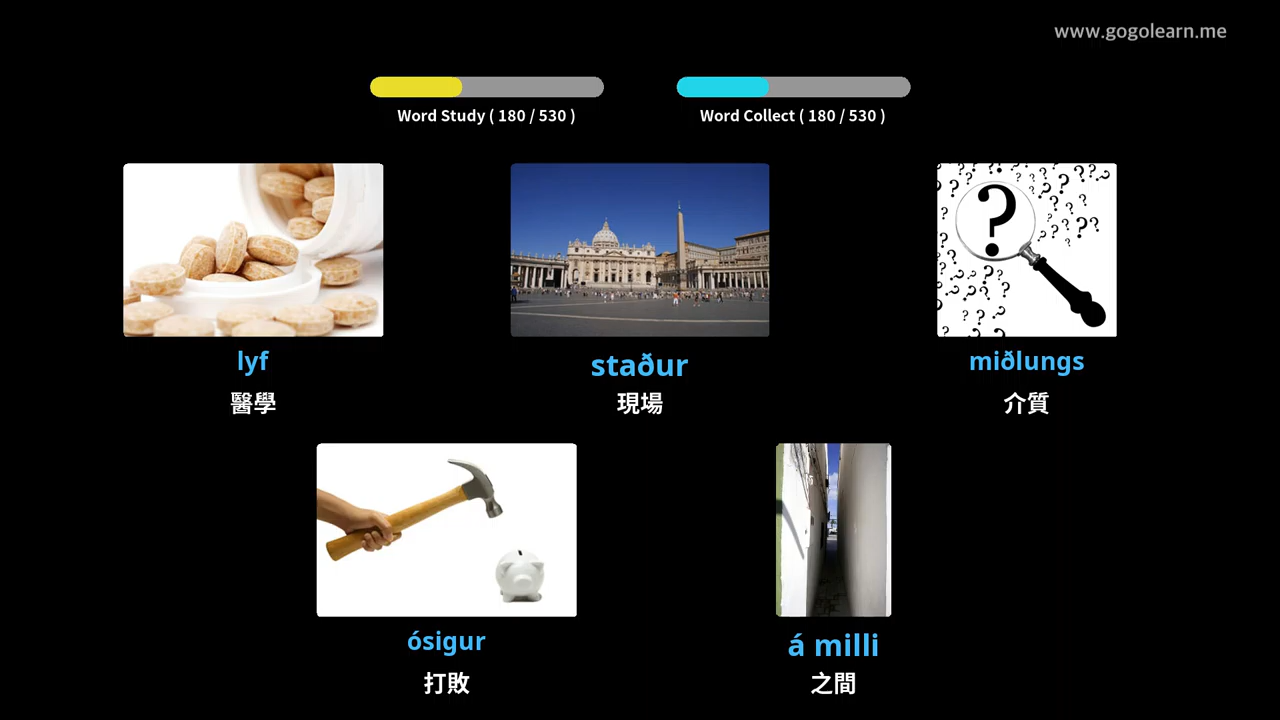 www.gogolearn.me
Word Study ( 180 / 530 )
Word Collect ( 180 / 530 )
lyf
醫學
staður
現場
miðlungs
介質
ósigur
打敗
á milli
之間